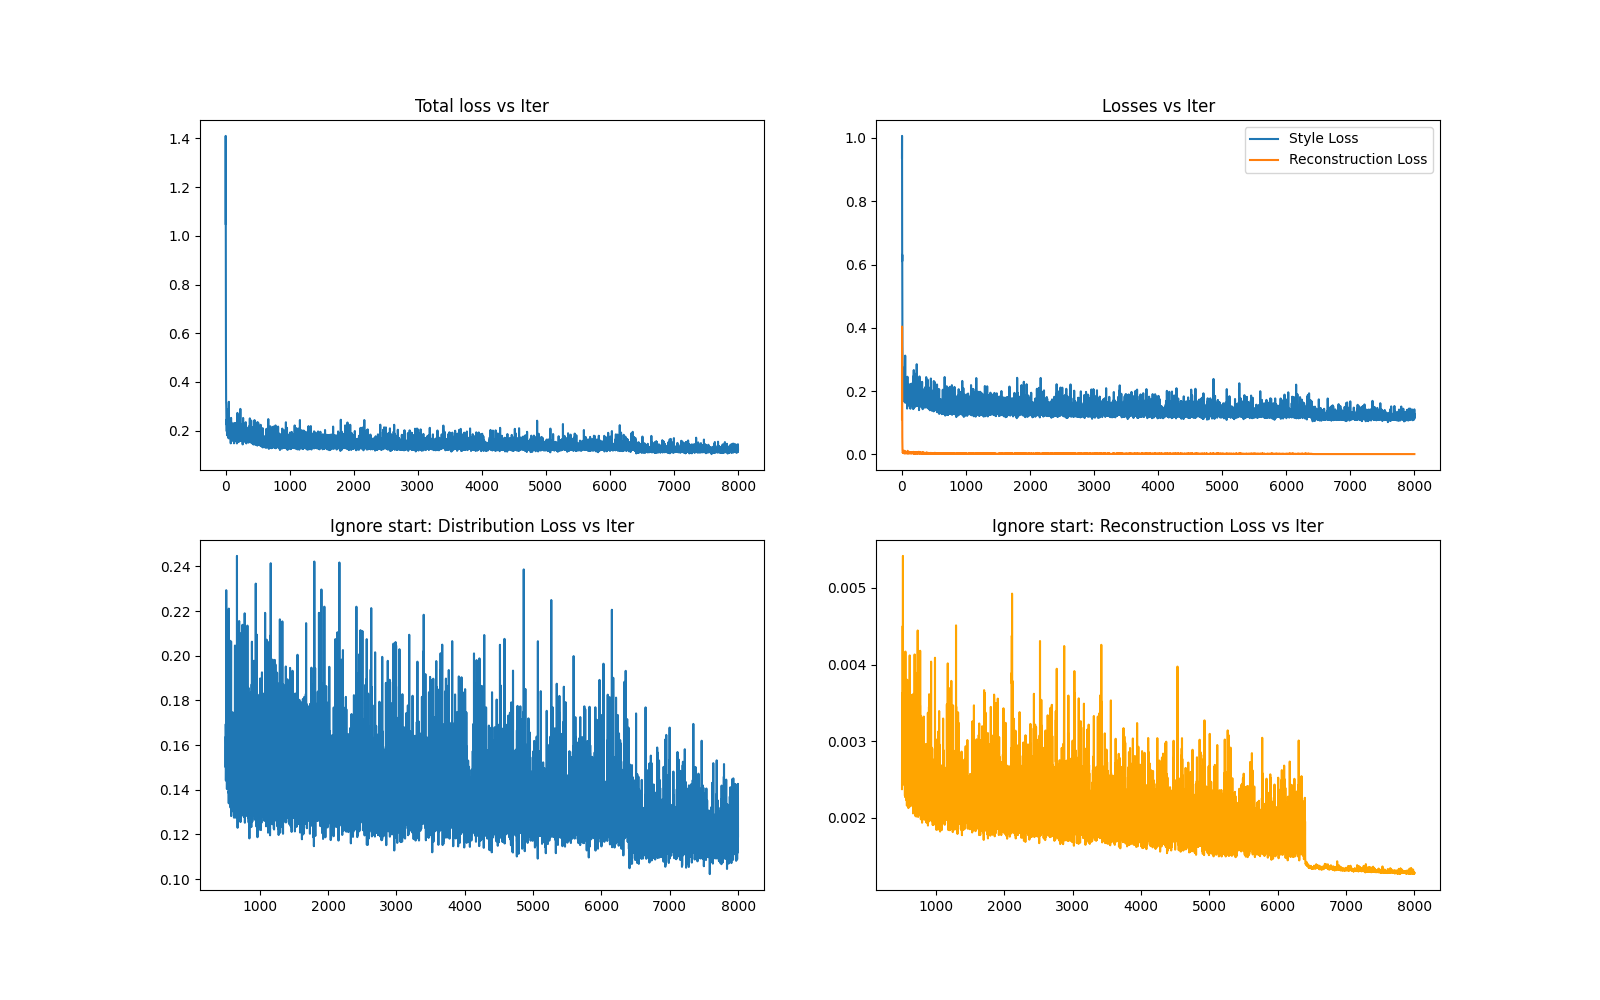 Total loss vs Iter
1.4
1.2
1.0
0.8
0.6
0.4
0.2
0 1000 2000 3000 4000 5000 6000 7000 8000
Losses vs Iter
Style Loss
Reconstruction Loss
1.0
0.8
0.6
0.4
0.2
0.0
0 1000 2000 3000 4000 5000 6000 7000 8000
Ignore start: Distribution Loss vs Iter
0.24
0.22
0.20
0.18
0.16
0.14
0.12
0.10
1000 2000 3000 4000 5000 6000 7000 8000
Ignore start: Reconstruction Loss vs Iter
0.005
0.004
0.003
0.002
1000 2000 3000 4000 5000 6000 7000 8000